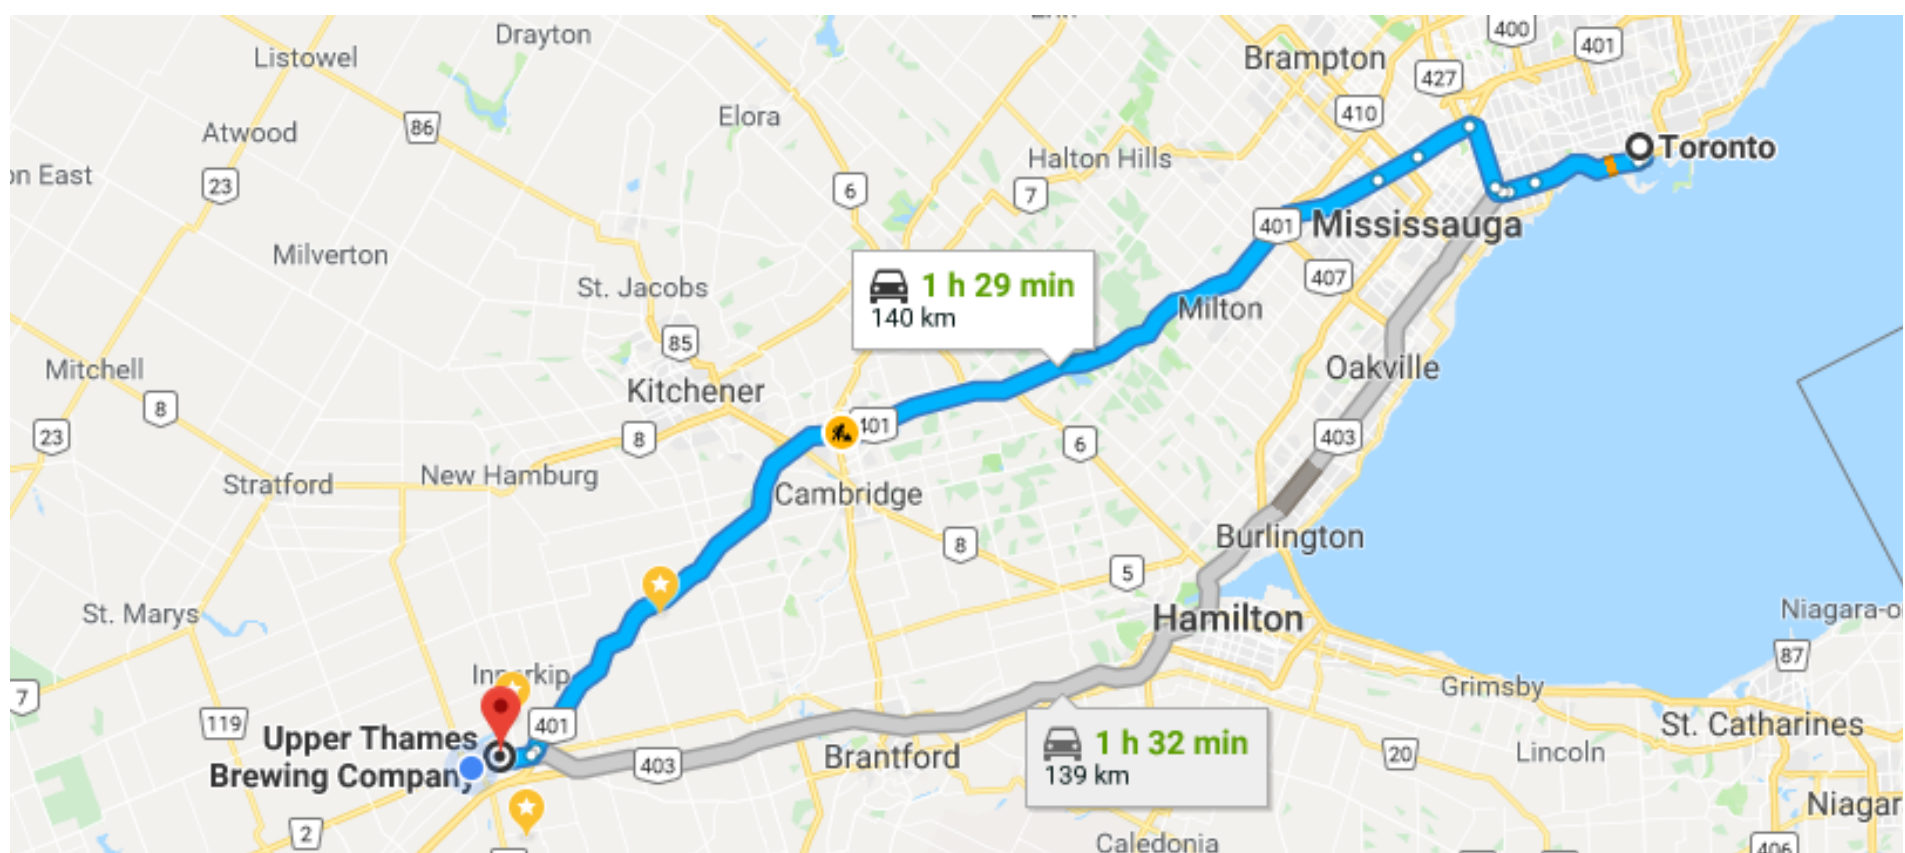 Drayton
400
Listowel
401
Brampton
427
Elora
410
86
Atwood
Toronto
Halton Hills
on East
23
6
7
401
Mississauga
Milverton
407
St. Jacobs
1 h 29 min
140 km
Milton
85
Mitchell
Oakville
Kitchener
8
401
23
8
6
403
New Hamburg
Stratford
Cambridge
Burlington
8
5
St. Marys
Hamilton
Niagara-o
87
7
Grimsby
119
401
St. Catharines
Upper Thames
Brewing Company
403
Brantford
1 h 32 min
139 km
20
Lincoln
Niagar
2
Caledonia
406